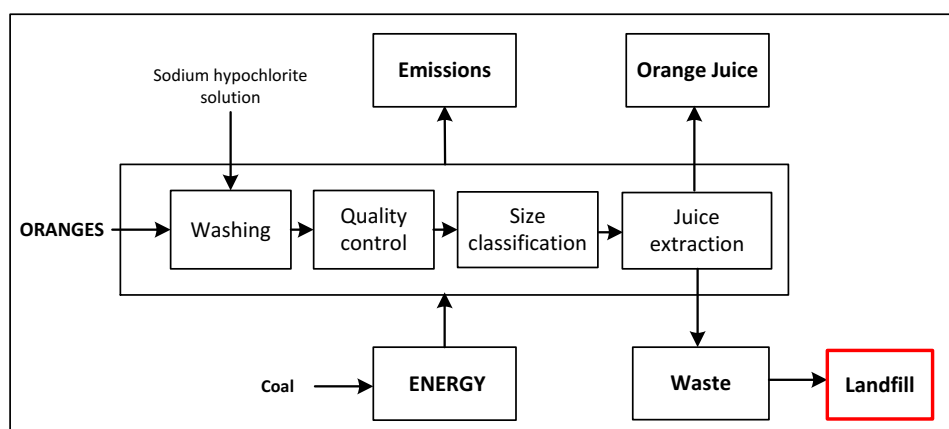 Emissions
Orange Juice
Sodium hypochlorite
solution
ORANGES
Washing
Quality
control
Size
classification
Juice
extraction
Coal
ENERGY
Waste
Landfill